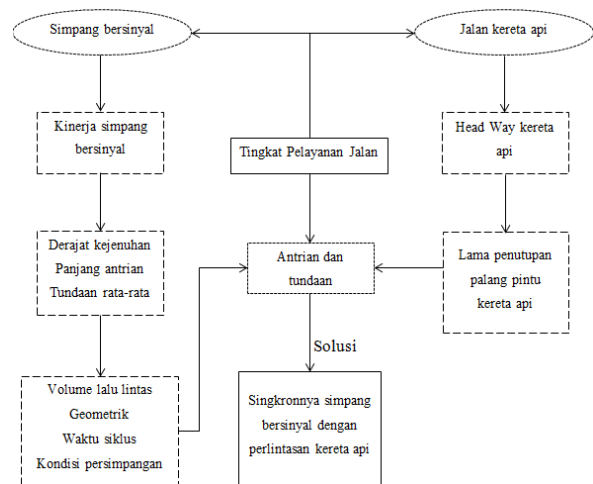 Simpang bersinyal
Jalan kereta api
Kinerja simpang
bersinyal
Tingkat Pelayanan Jalan
Head Way kereta
api
Derajat kejenuhan
Panjang antrian
Tundaan rata-rata
Antrian dan
tundaan
Lama penutupan
palang pintu
kereta api
Solusi
Volume lalu lintas
Geometrik
Waktu siklus
Kondisi persimpangan
Singkronnya simpang
bersinyal dengan
perlintasan kereta api